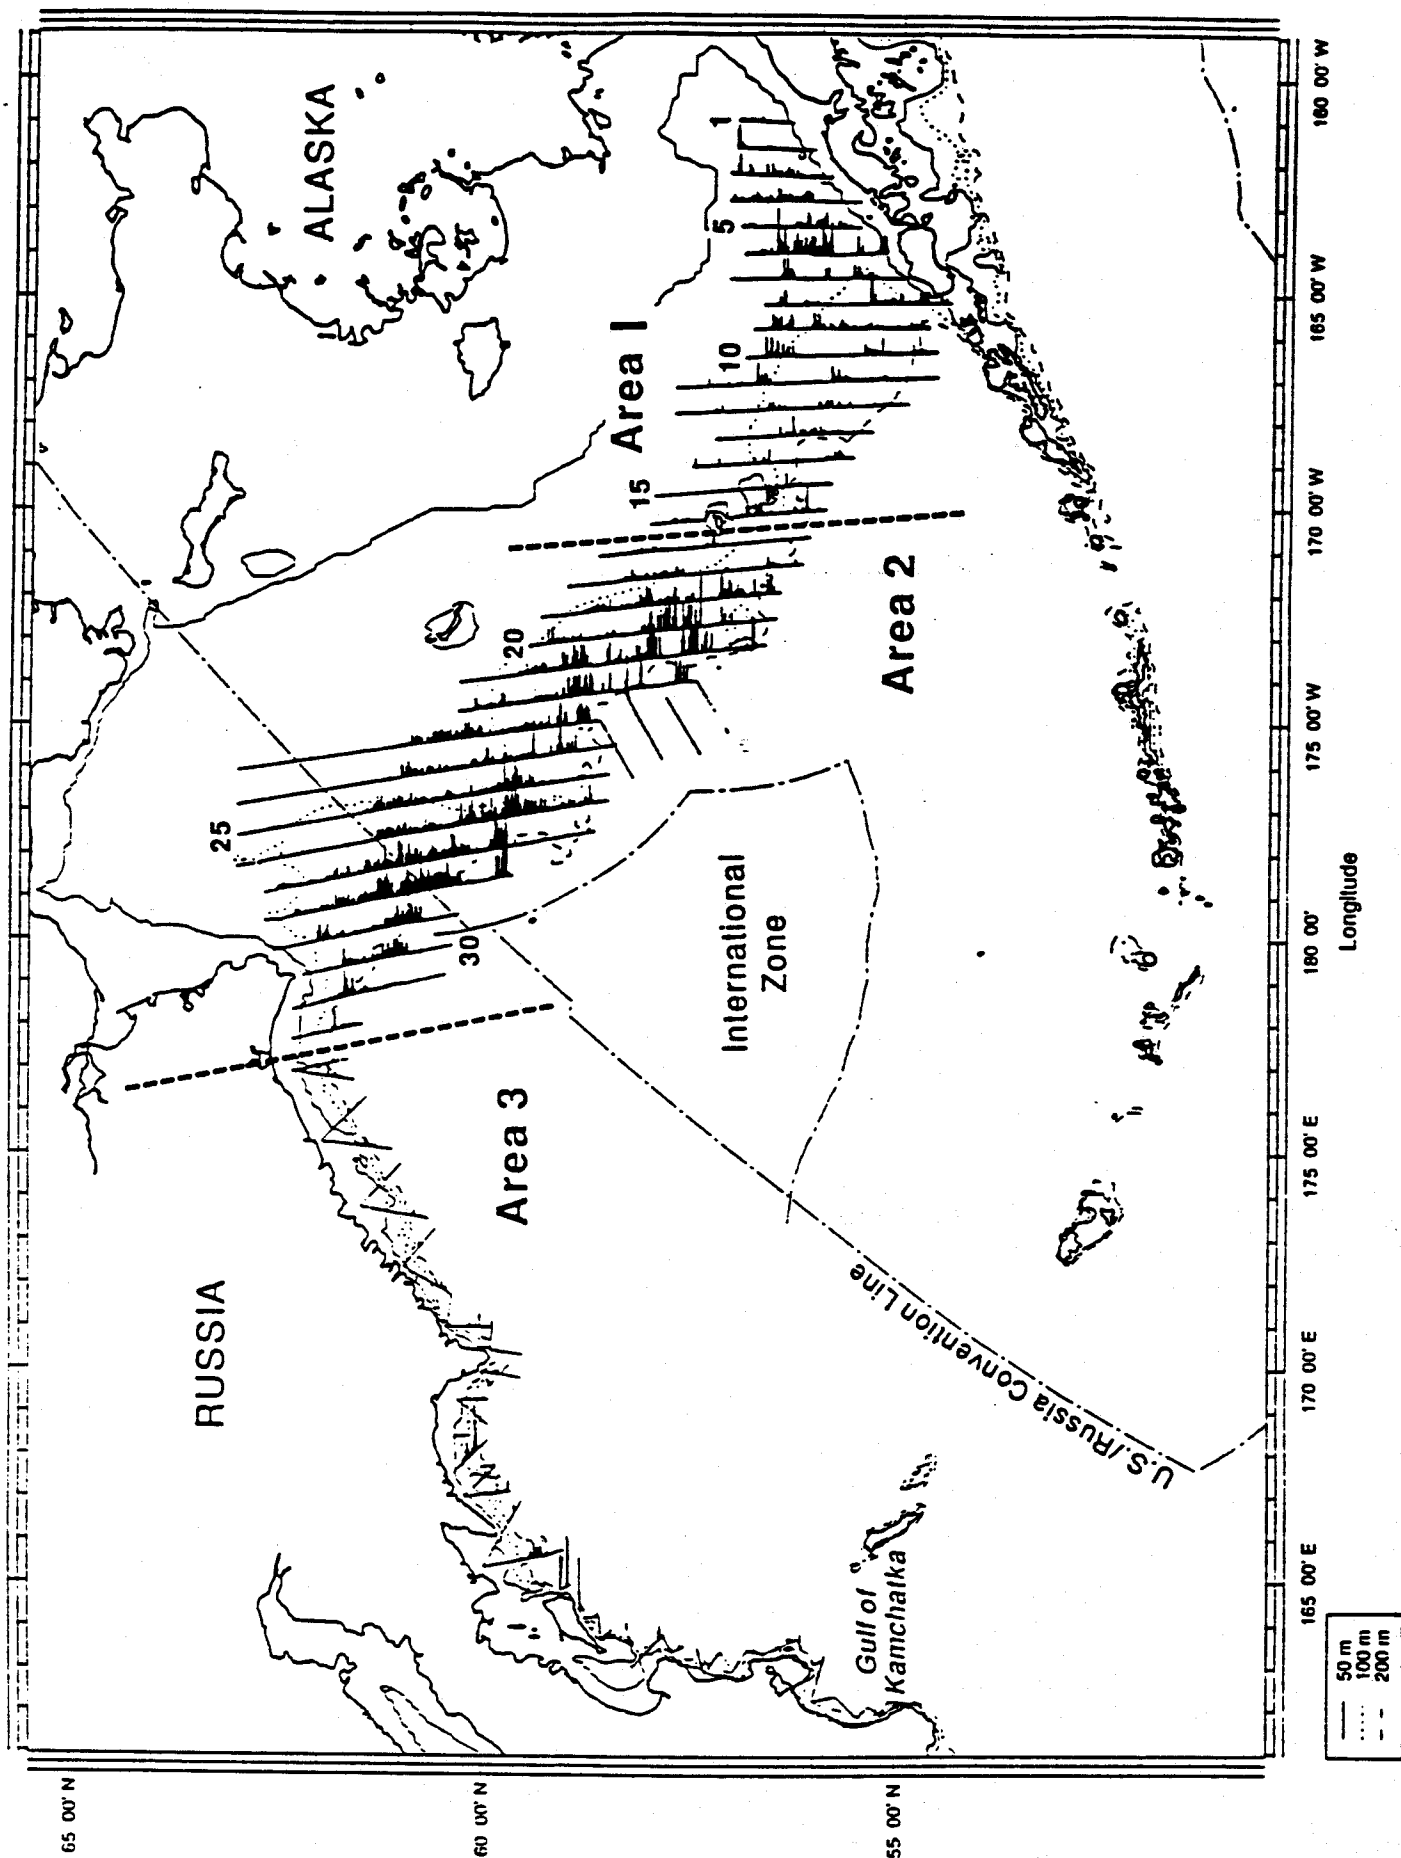 65 00' N
60 00' N
55 00' N
RUSSIA
ALASKA
Area 1
Area 2
Area 3
1
5
10
15
20
25
30
International
Zone
U.S./Russia Convention Line
Gulf of
Kamchatka
165 00' E
170 00' E
175 00' E
180 00'
175 00' W
170 00' W
165 00' W
160 00' W
Longitude
50 m
100 m
200 m